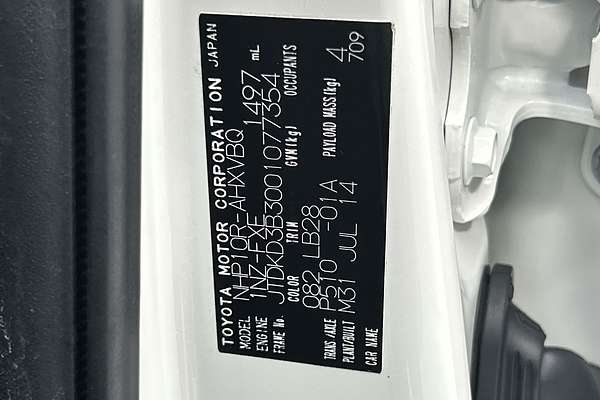 TOYOTA MOTOR CORPORATION JAPAN
MODEL NHP10R-AHXVBQ
ENGINE 1NZ-FXE 1497 mL
FRAME No. JTDKD3B3001077354
GVM(kg) OCCUPANTS 4
COLOR TRIM PAYLOAD MASS(kg) 709
082 LB28
TRANS/AXLE P510 -01A
PLANT/BUILT M31 JUL 14
CAR NAME